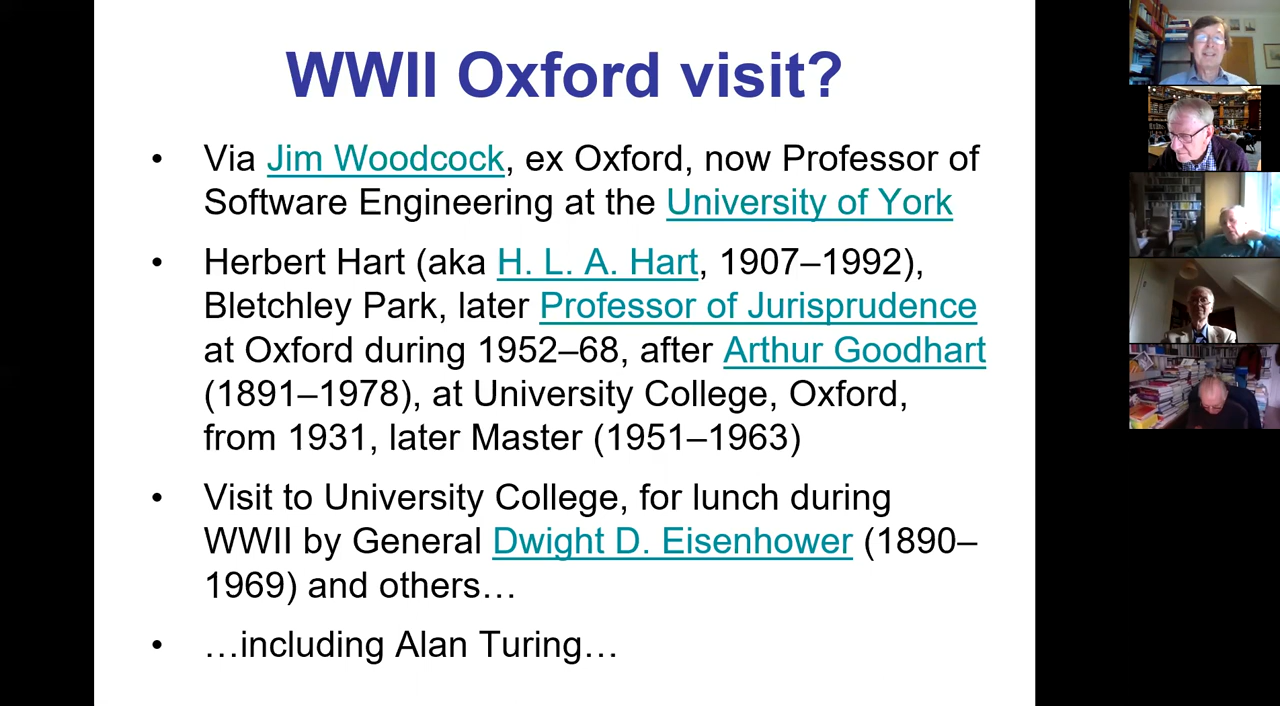 WWII Oxford visit?
• Via Jim Woodcock, ex Oxford, now Professor of
Software Engineering at the University of York
• Herbert Hart (aka H. L. A. Hart, 1907–1992),
Bletchley Park, later Professor of Jurisprudence
at Oxford during 1952–68, after Arthur Goodhart
(1891–1978), at University College, Oxford,
from 1931, later Master (1951–1963)
• Visit to University College, for lunch during
WWII by General Dwight D. Eisenhower (1890–
1969) and others…
• …including Alan Turing…